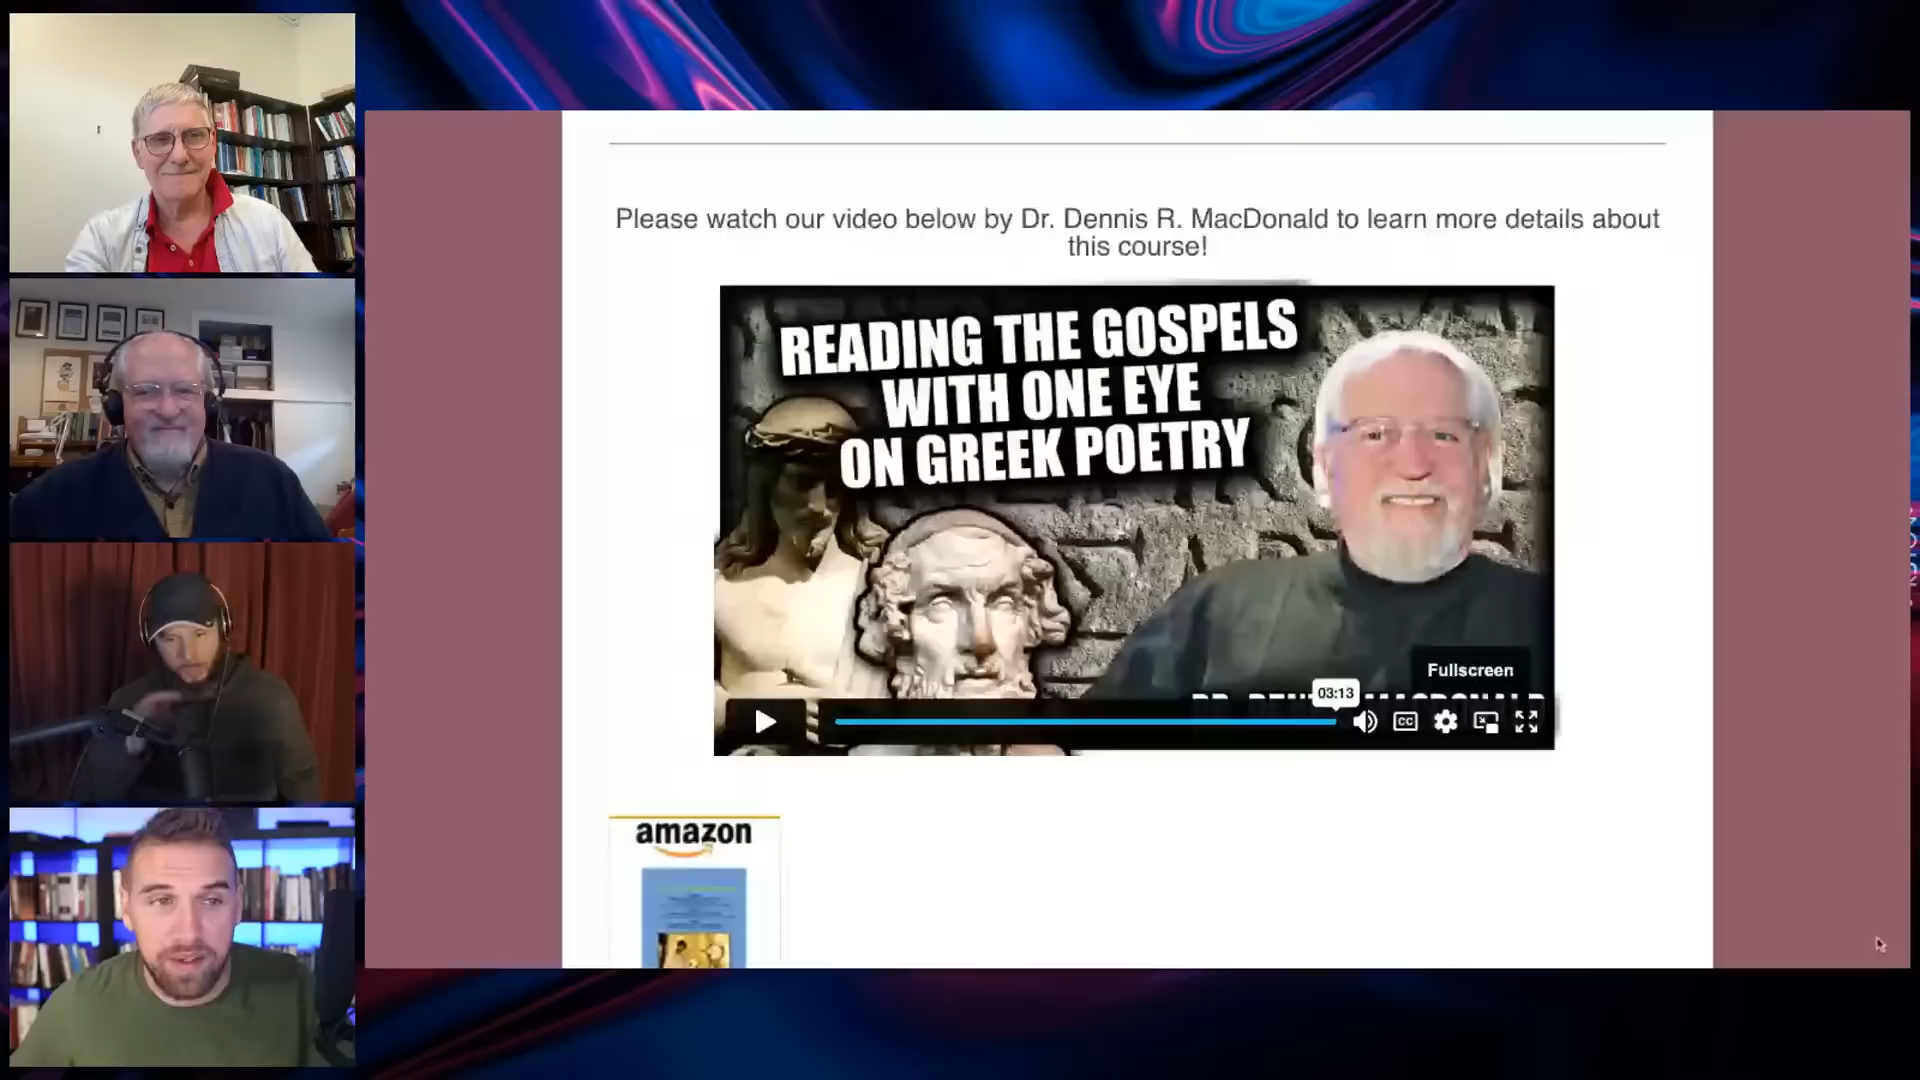 Please watch our video below by Dr. Dennis R. MacDonald to learn more details about
this course!
READING THE GOSPELS
WITH ONE EYE
ON GREEK POETRY
Fullscreen
03:13
CC
amazon